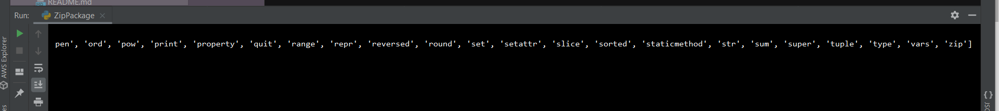 README.md
Run: ZipPackage
AWS Explorer
pen', 'ord', 'pow', 'print', 'property', 'quit', 'range', 'repr', 'reversed', 'round', 'set', 'setattr', 'slice', 'sorted', 'staticmethod', 'str', 'sum', 'super', 'tuple', 'type', 'vars', 'zip']
es